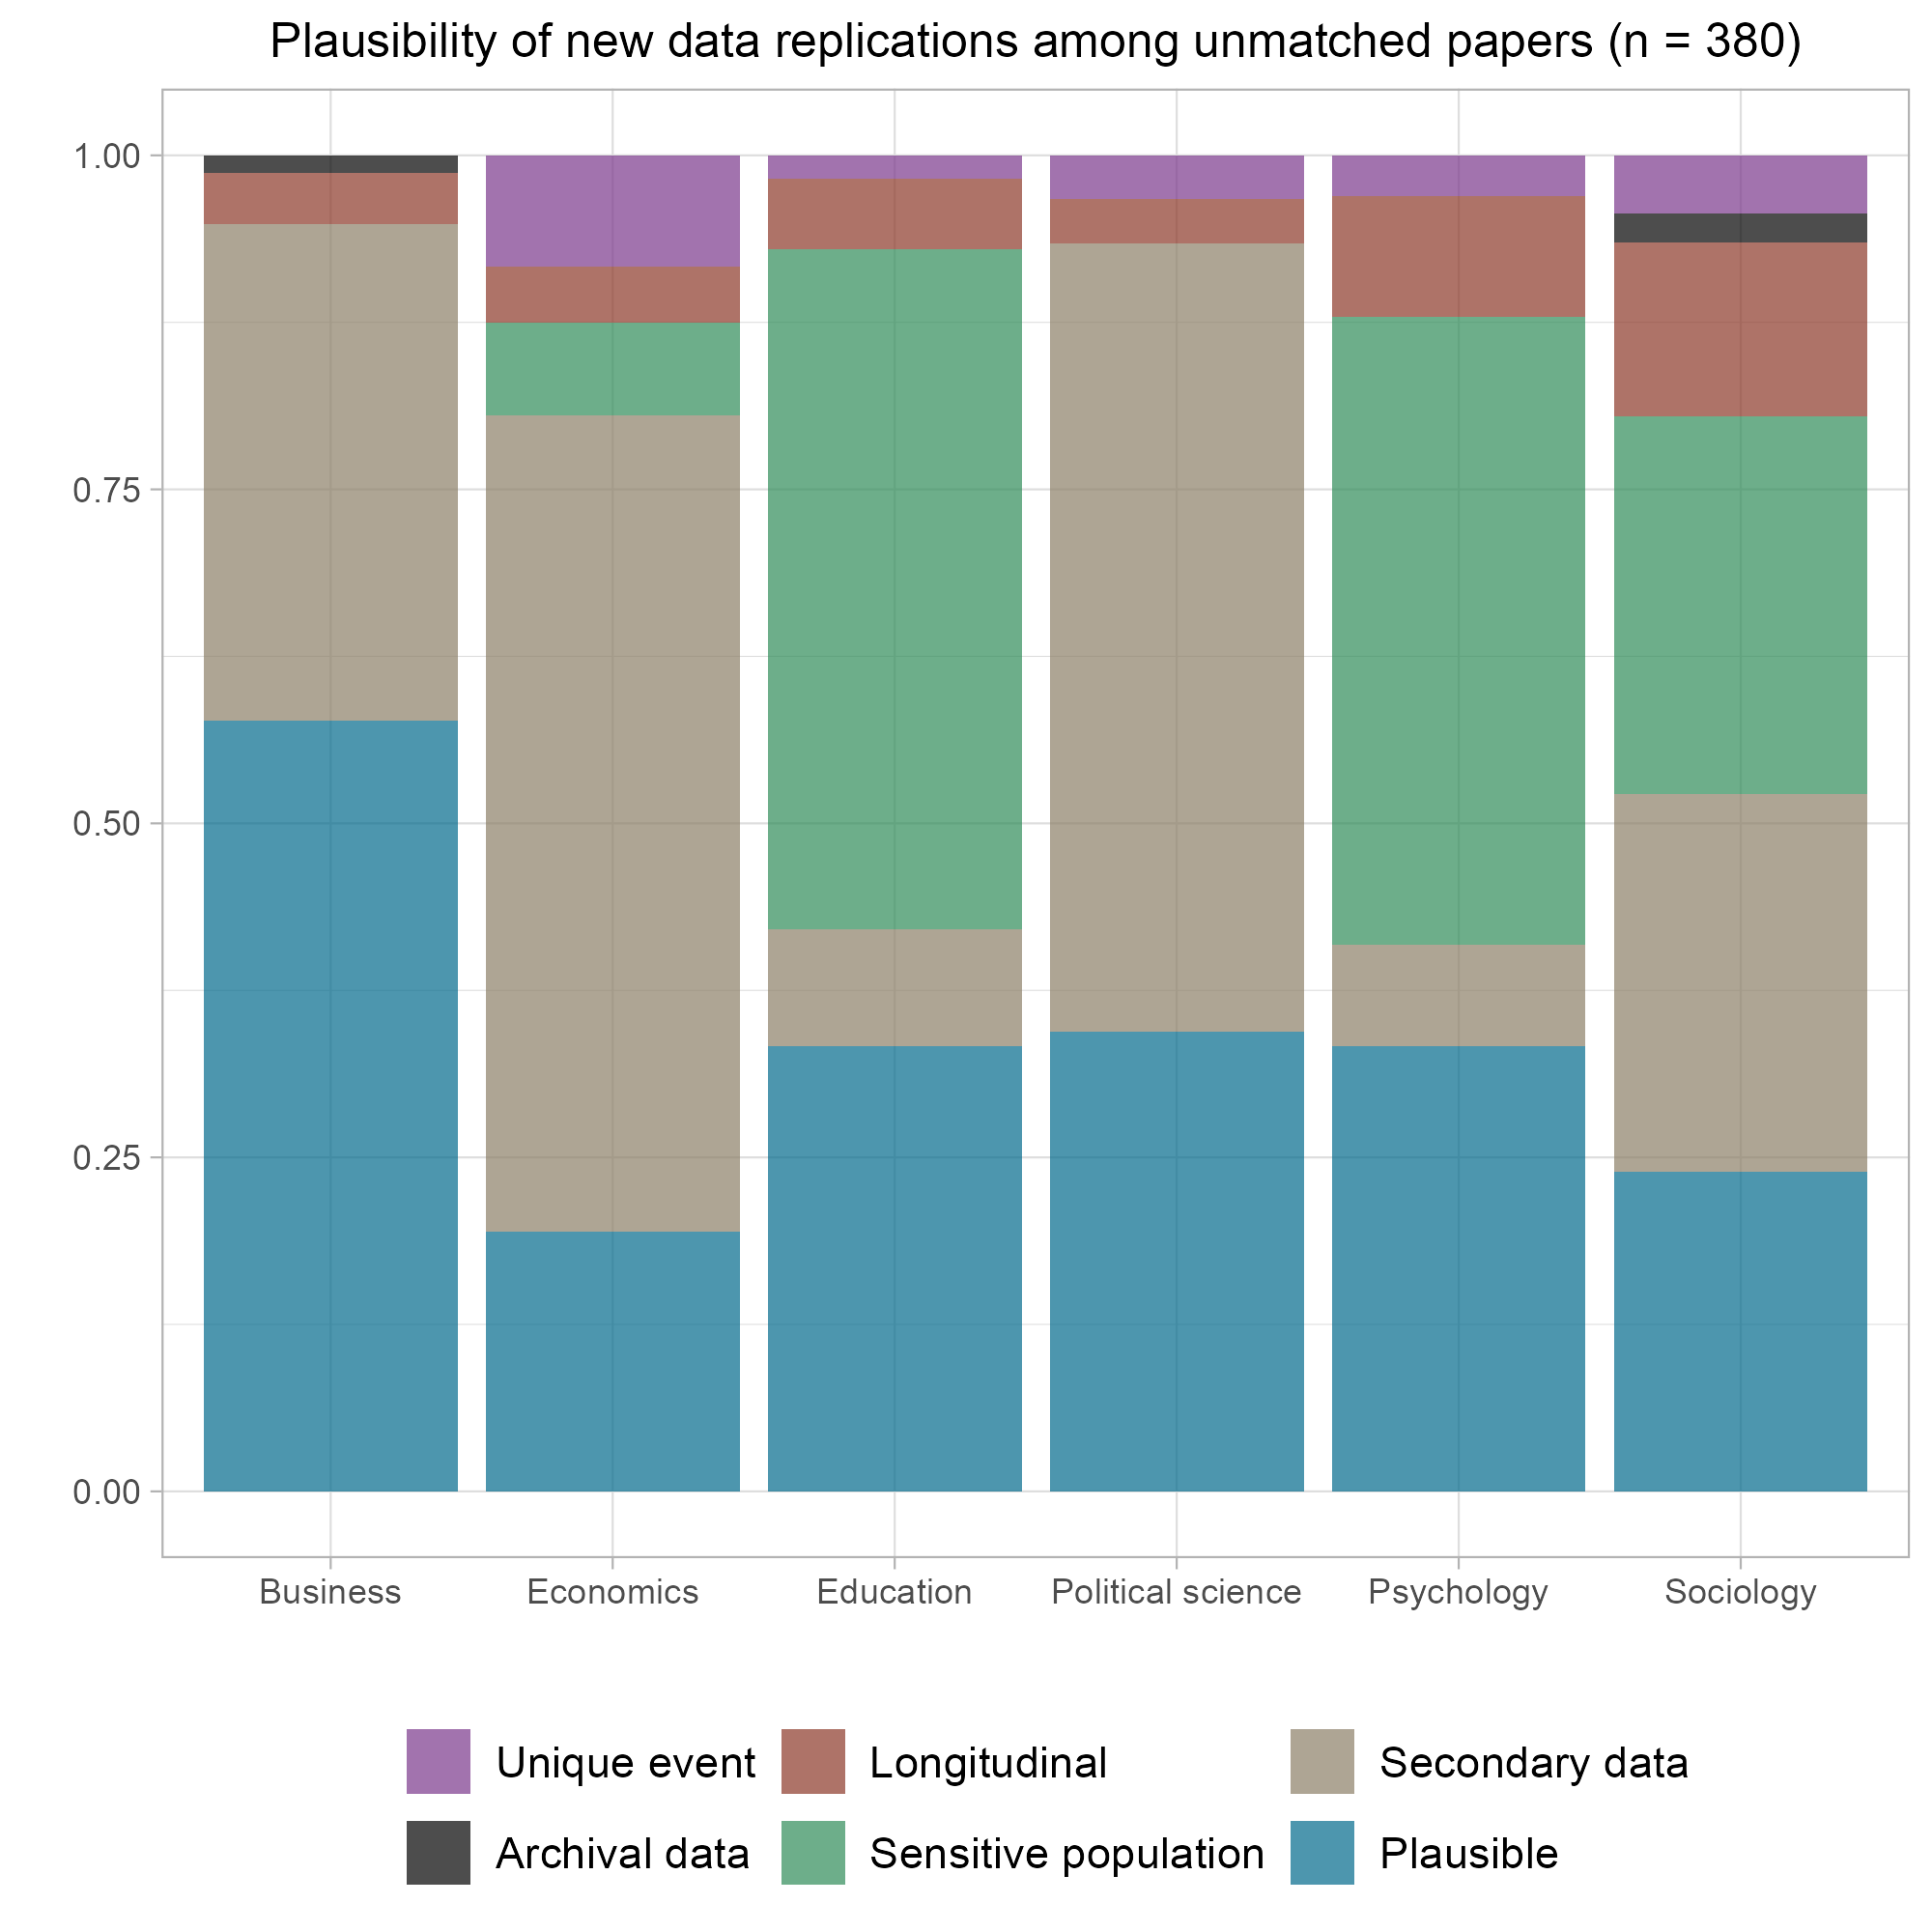 Plausibility of new data replications among unmatched papers (n = 380)
1.00
0.75
0.50
0.25
0.00
Business Economics Education Political science Psychology Sociology
Unique event Longitudinal Secondary data
Archival data Sensitive population Plausible